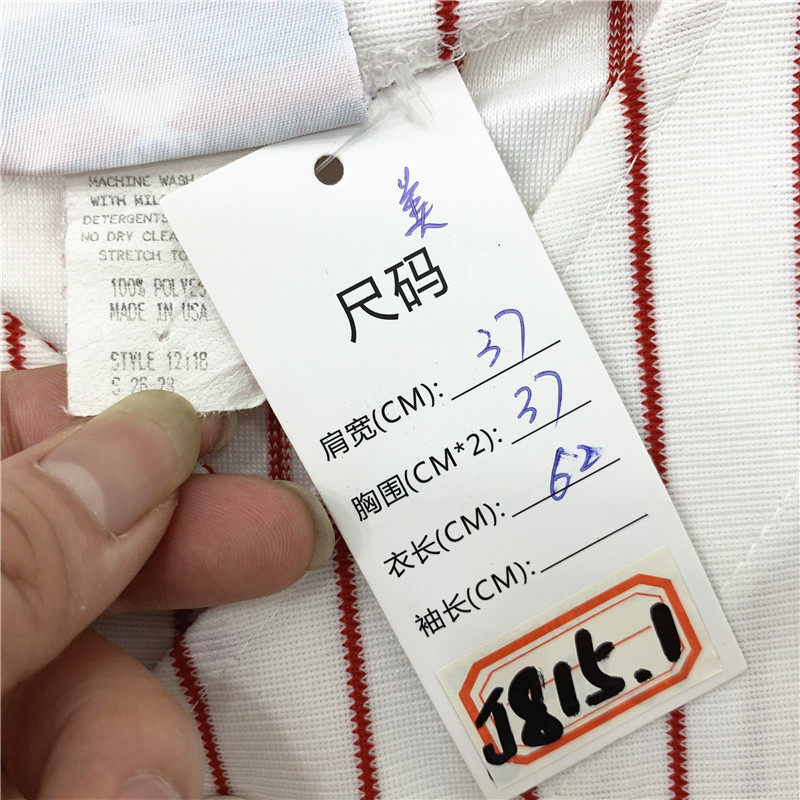 MACHINE WASH
WITH MIL
DETERGENTS
NO DRY CLEA
STRETCH TO
100% POLYES
MADE IN USA
STYLE 12118
S 26-28
美
尺码
肩宽(CM): 37
胸围(CM*2): 37
衣长(CM): 62
袖长(CM):
J815.1